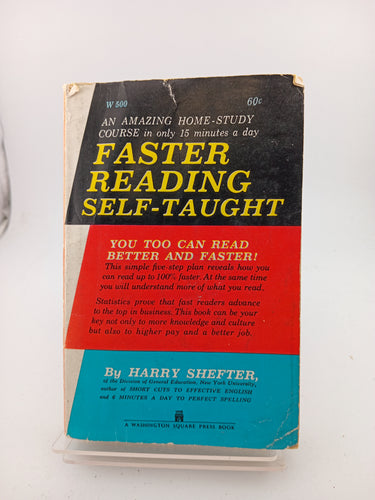 W 500 60c
AN AMAZING HOME-STUDY
COURSE in only 15 minutes a day
FASTER
READING
SELF-TAUGHT
YOU TOO CAN READ
BETTER AND FASTER!
This simple five-step plan reveals how you
can read up to 100% faster. At the same time
you will understand more of what you read.
Statistics prove that fast readers advance
to the top in business. This book can be your
key not only to more knowledge and culture
but also to higher pay and a better job.
By HARRY SHEFTER,
of the Division of General Education, New York University,
author of SHORT CUTS TO EFFECTIVE ENGLISH
and 6 MINUTES A DAY TO PERFECT SPELLING
A WASHINGTON SQUARE PRESS BOOK